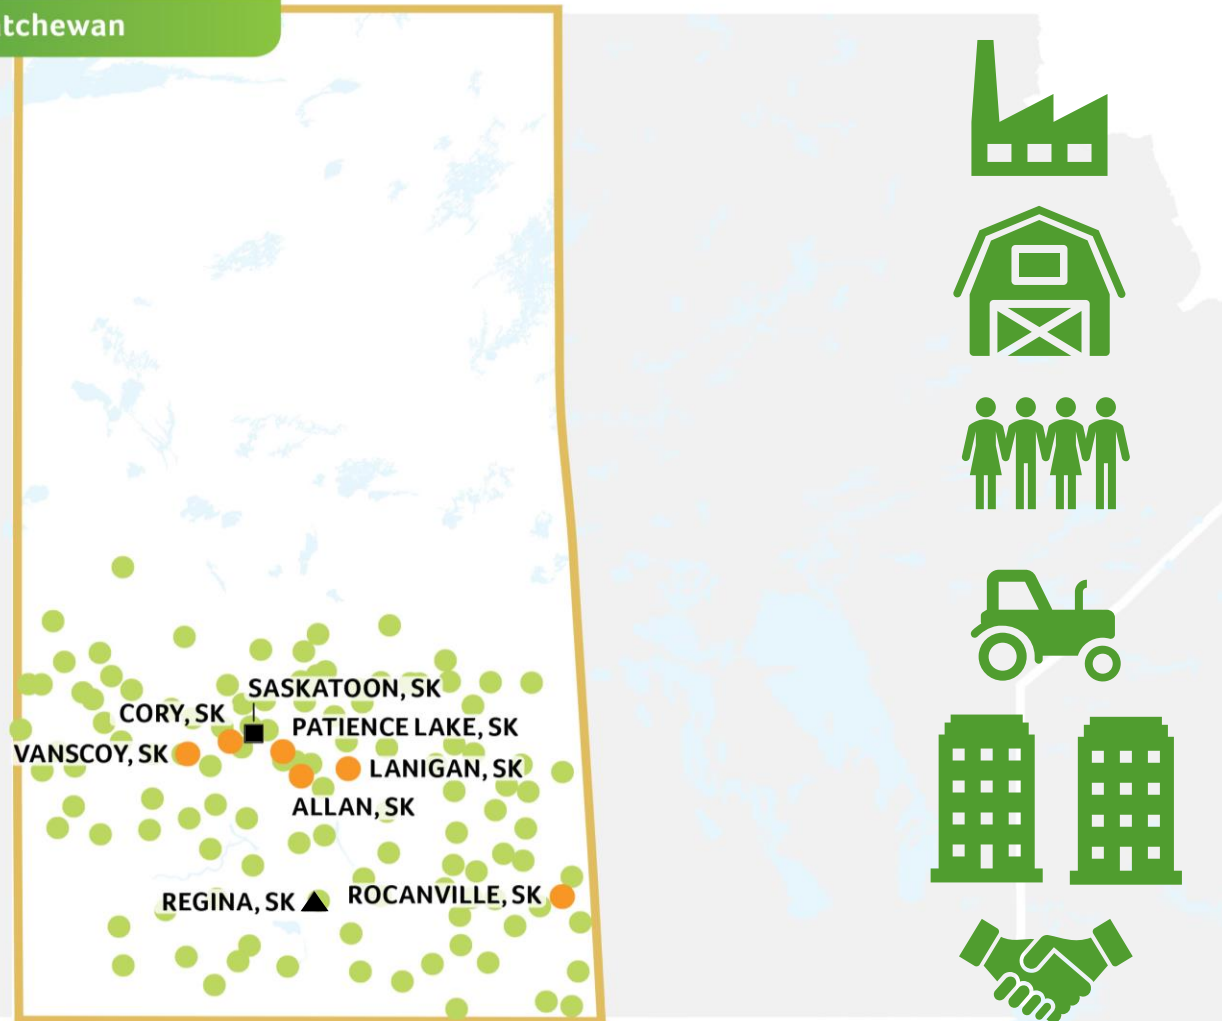 tchewan
SASKATOON, SK
CORY, SK
PATIENCE LAKE, SK
VANSCOY, SK
LANIGAN, SK
ALLAN, SK
REGINA, SK
ROCANVILLE, SK